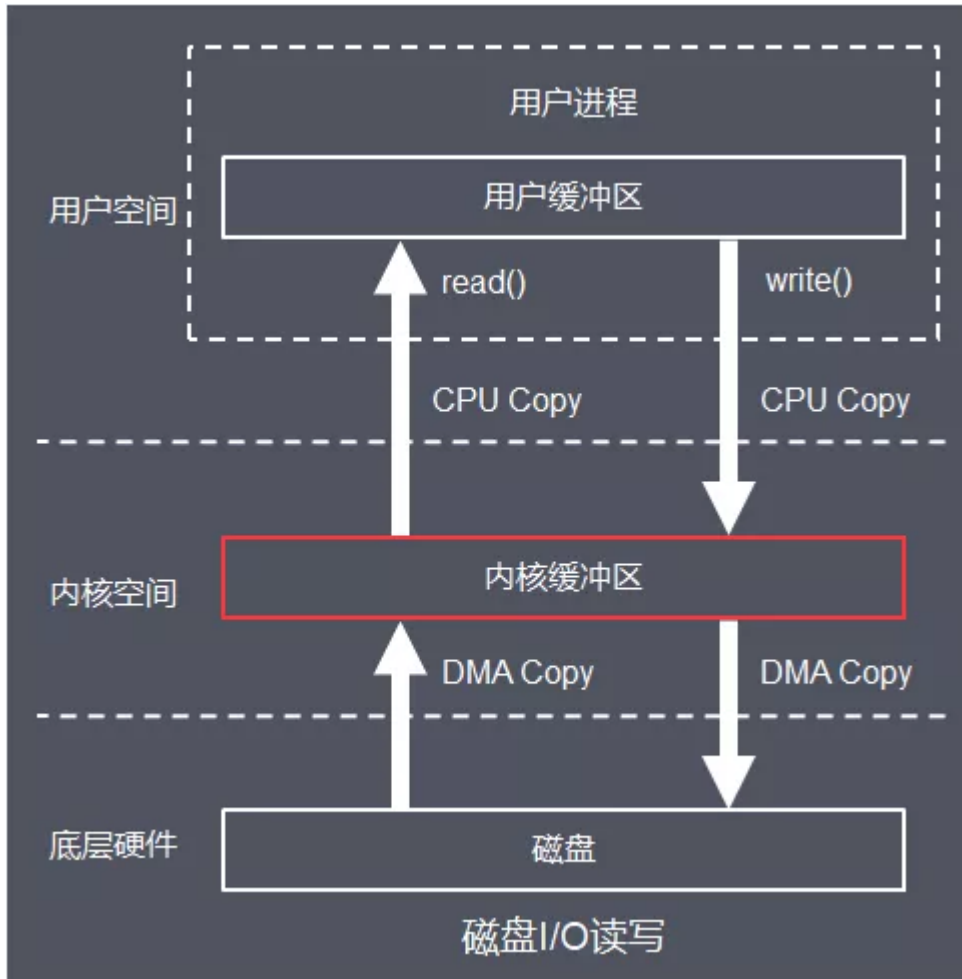 用户进程
用户缓冲区
用户空间
read()
write()
CPU Copy
CPU Copy
内核缓冲区
内核空间
DMA Copy
DMA Copy
磁盘
底层硬件
磁盘I/O读写